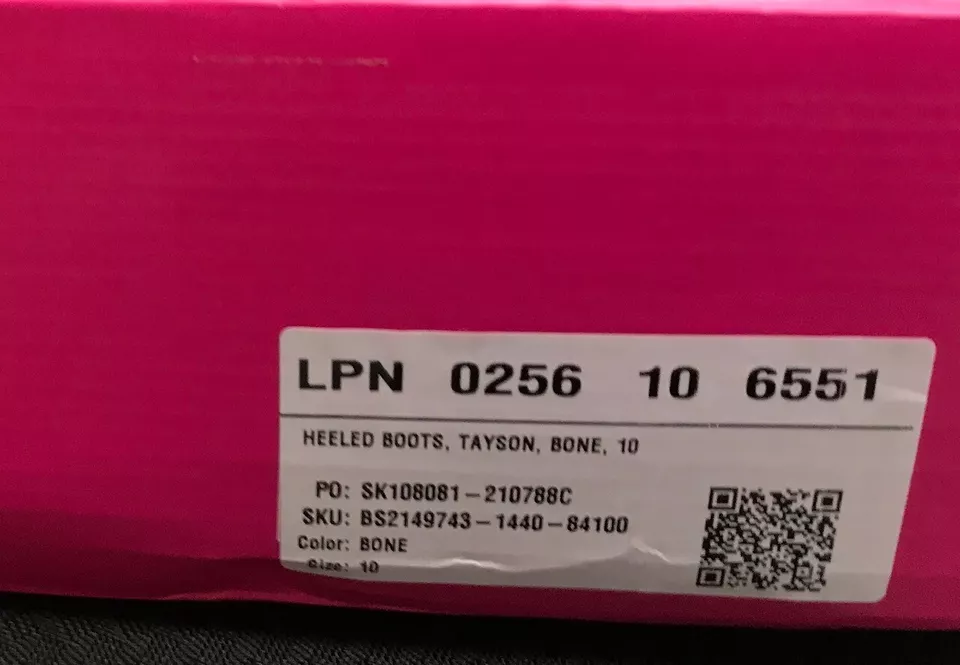 LPN 0256 10 6551
HEELED BOOTS, TAYSON, BONE, 10
PO: SK108081-210788C
SKU: BS2149743-1440-84100
Color: BONE
Size: 10